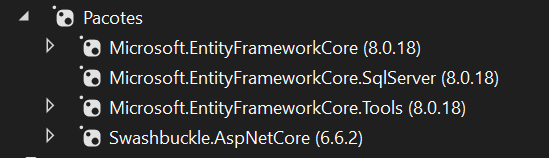 Pacotes
Microsoft.EntityFrameworkCore (8.0.18)
Microsoft.EntityFrameworkCore.SqlServer (8.0.18)
Microsoft.EntityFrameworkCore.Tools (8.0.18)
Swashbuckle.AspNetCore (6.6.2)